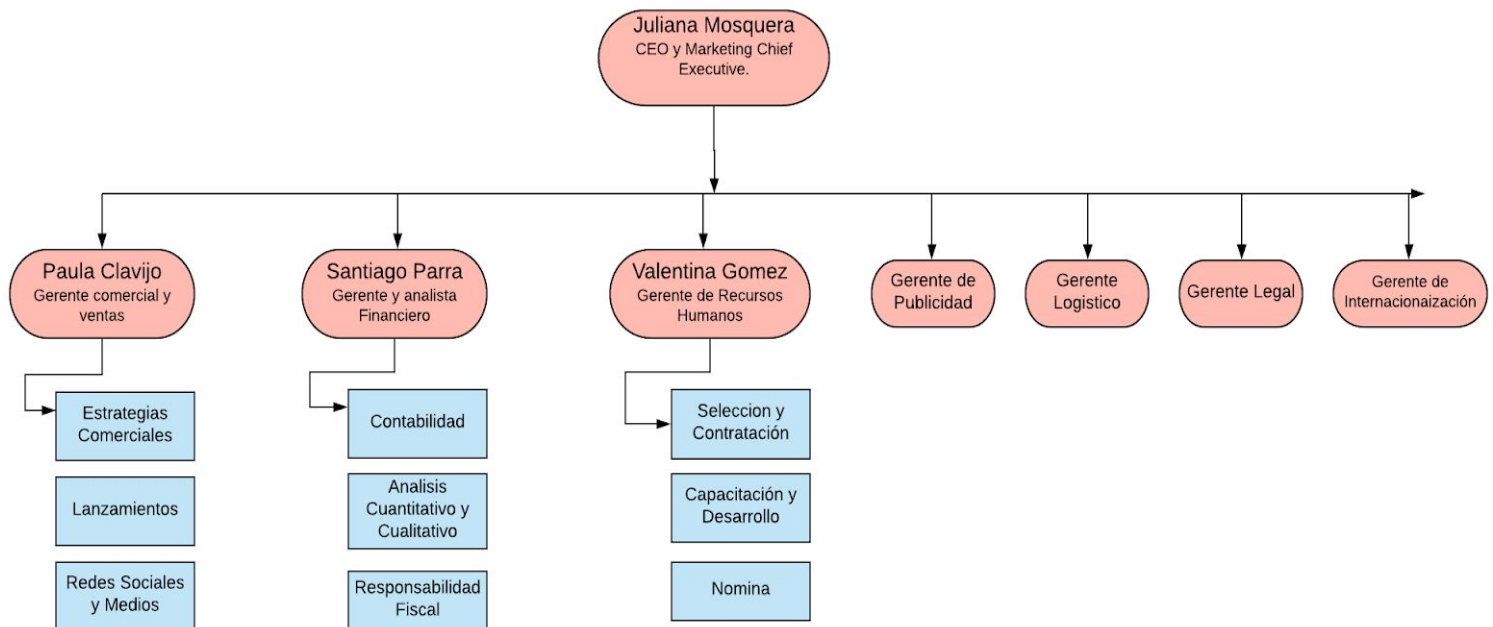 Juliana Mosquera
CEO y Marketing Chief
Executive.
Paula Clavijo
Gerente comercial y
ventas
Santiago Parra
Gerente y analista
Financiero
Valentina Gomez
Gerente de Recursos
Humanos
Gerente de
Publicidad
Gerente
Logistico
Gerente Legal
Gerente de
Internacionaización
Estrategias
Comerciales
Lanzamientos
Redes Sociales
y Medios
Contabilidad
Analisis
Cuantitativo y
Cualitativo
Responsabilidad
Fiscal
Seleccion y
Contratación
Capacitación y
Desarrollo
Nomina